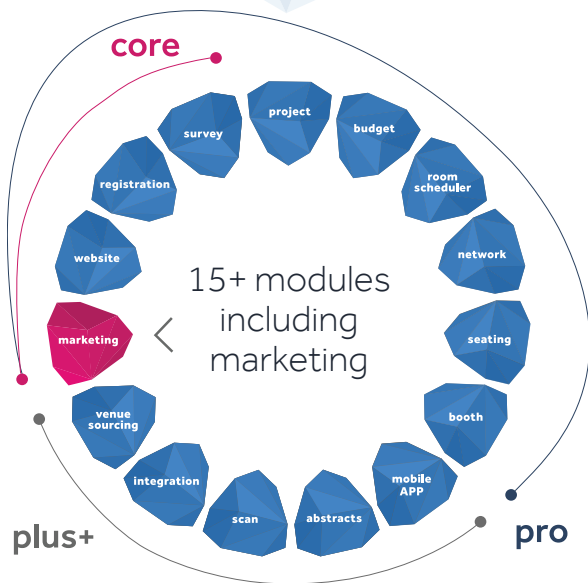 core
project
survey
budget
registration
room
scheduler
website
network
15+ modules
including
marketing
marketing
seating
venue
sourcing
booth
integration
mobile
APP
scan
abstracts
plus+
pro